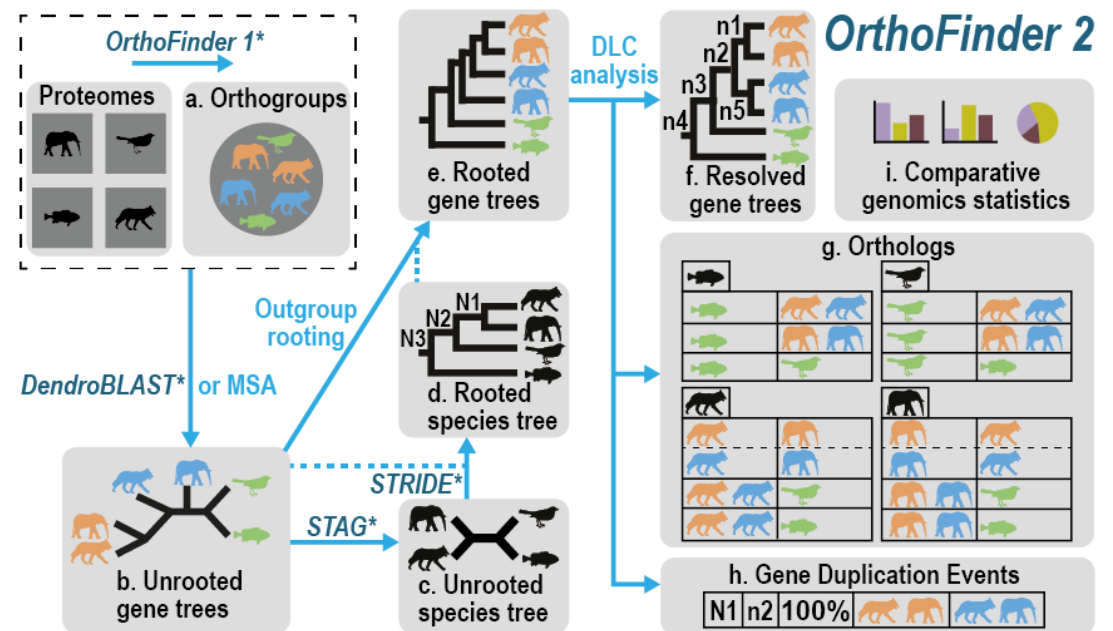 OrthoFinder 1*
Proteomes
a. Orthogroups
DendroBLAST* or MSA
b. Unrooted
gene trees
STAG*
c. Unrooted
species tree
STRIDE*
N1
N2
N3
d. Rooted
species tree
Outgroup
rooting
e. Rooted
gene trees
DLC
analysis
n1
n2
n3
n4
n5
f. Resolved
gene trees
OrthoFinder 2
i. Comparative
genomics statistics
g. Orthologs
h. Gene Duplication Events
N1 n2 100%